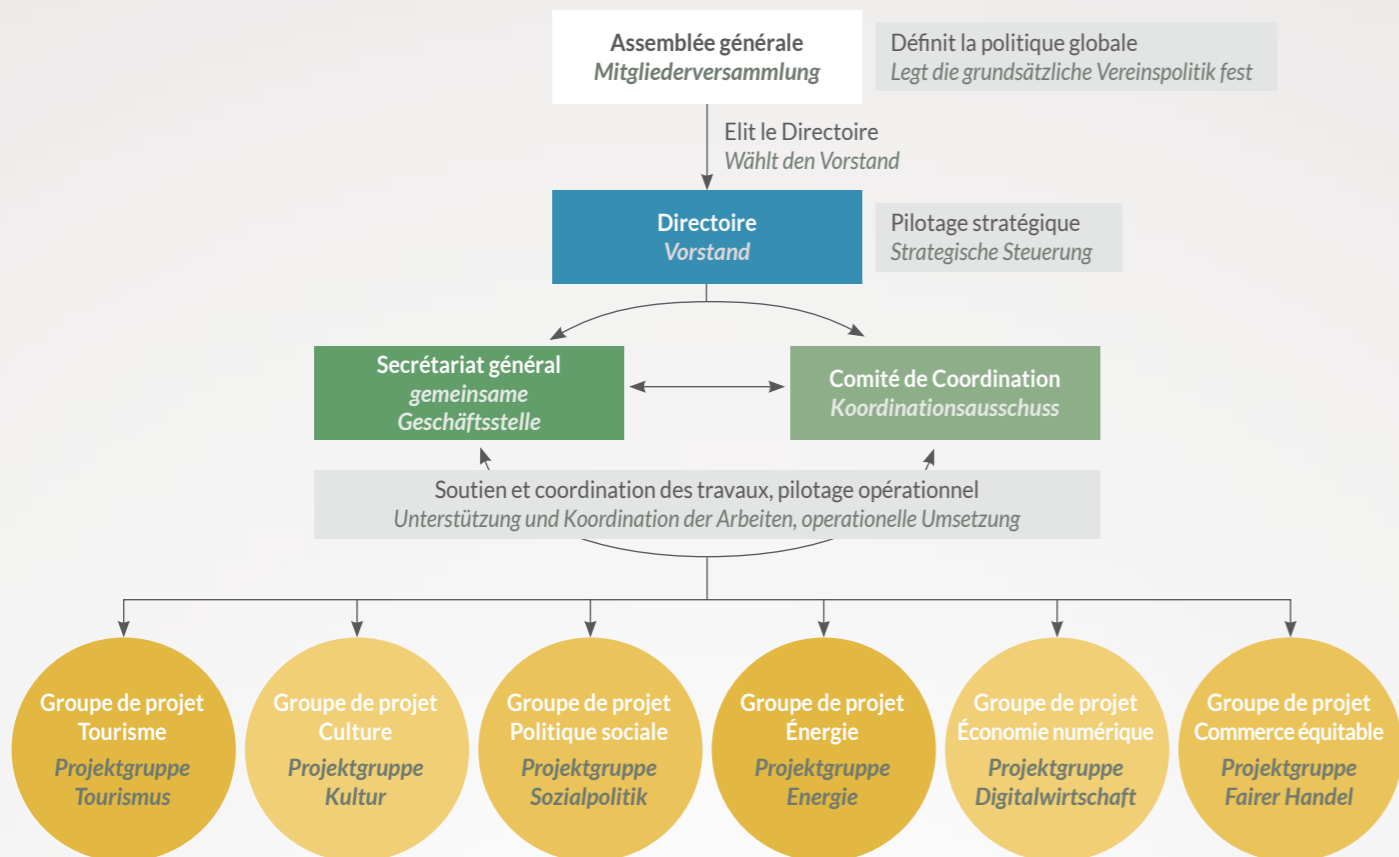 Assemblée générale
Mitgliederversammlung
Définit la politique globale
Legt die grundsätzliche Vereinspolitik fest
Elit le Directoire
Wählt den Vorstand
Directoire
Vorstand
Pilotage stratégique
Strategische Steuerung
Secrétariat général
gemeinsame
Geschäftsstelle
Comité de Coordination
Koordinationsausschuss
Soutien et coordination des travaux, pilotage opérationnel
Unterstützung und Koordination der Arbeiten, operationelle Umsetzung
Groupe de projet
Tourisme
Projektgruppe
Tourismus
Groupe de projet
Culture
Projektgruppe
Kultur
Groupe de projet
Politique sociale
Projektgruppe
Sozialpolitik
Groupe de projet
Énergie
Projektgruppe
Energie
Groupe de projet
Économie numérique
Projektgruppe
Digitalwirtschaft
Groupe de projet
Commerce équitable
Projektgruppe
Fairer Handel